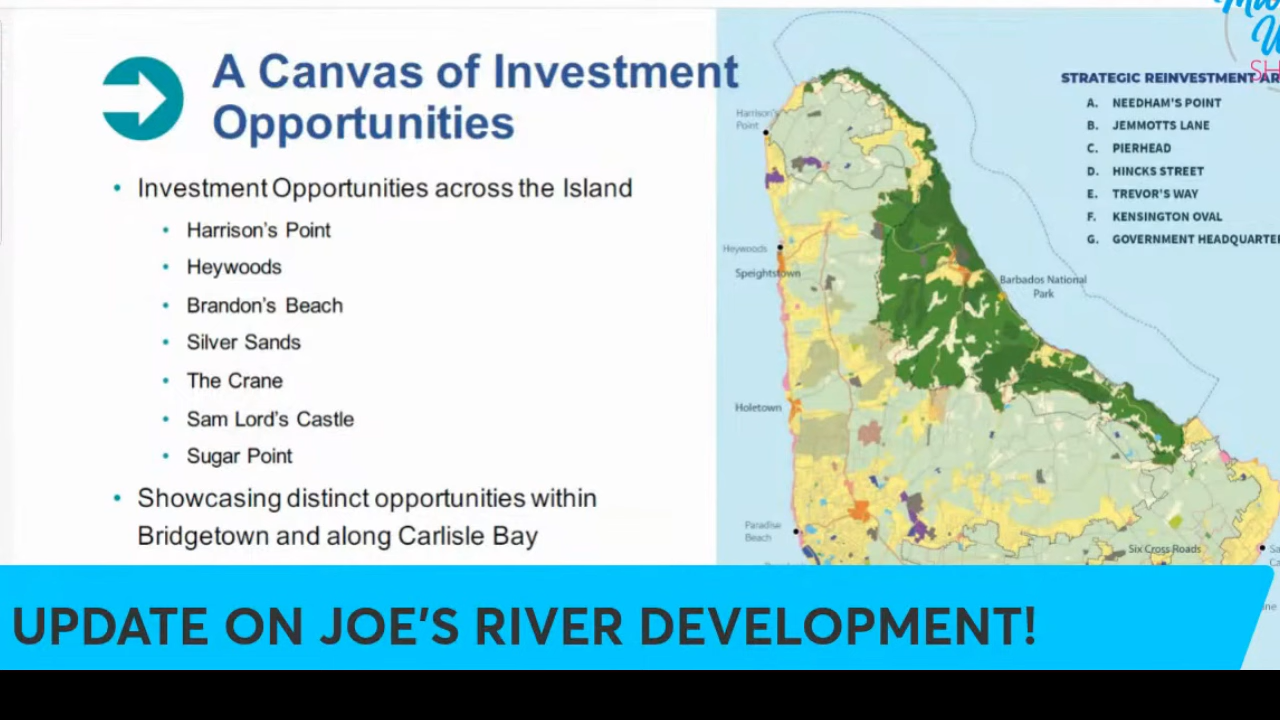 A Canvas of Investment
Opportunities
• Investment Opportunities across the Island
• Harrison's Point
• Heywoods
• Brandon's Beach
• Silver Sands
• The Crane
• Sam Lord's Castle
• Sugar Point
• Showcasing distinct opportunities within
Bridgetown and along Carlisle Bay
STRATEGIC REINVESTMENT
A. NEEDHAM'S POINT
B. JEMMOTTS LANE
C. PIERHEAD
D. HINCKS STREET
E. TREVOR'S WAY
F. KENSINGTON OVAL
G. GOVERNMENT HEADQUARTE
Harrison's
Point
Heywoods
Speightstown
Barbados National
Park
Holetown
Paradise
Beach
Six Cross Roads
UPDATE ON JOE'S RIVER DEVELOPMENT!